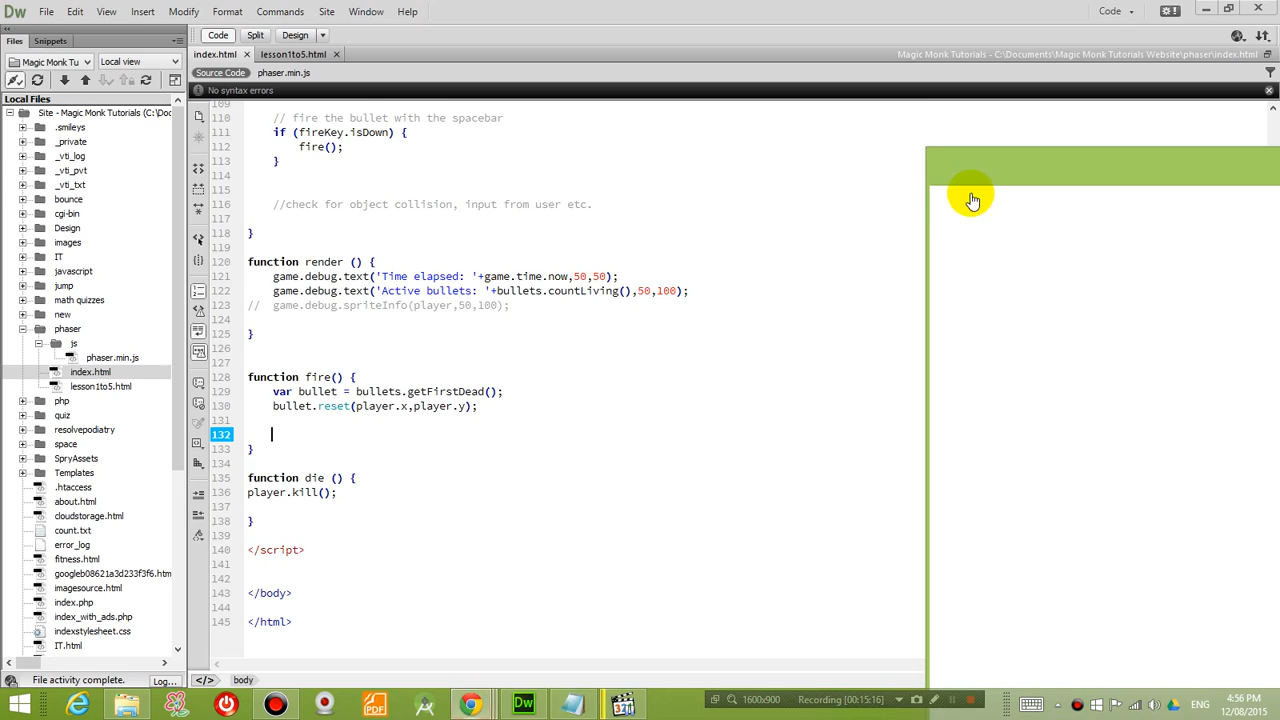 Dw File Edit View Insert Modify Format Commands Site Window Help Code
Files Snippets Code Split Design
index.html × lesson1to5.html ×
Magic Monk Tutorials - C:\Documents\Magic Monk Tutorials Website\phaser\index.html
Magic Monk Tu Local view
Source Code phaser.min.js
No syntax errors
Local Files
Site - Magic Monk Tutorials (C:\Doc
.smileys
_private
_vti_log
_vti_pvt
_vti_txt
bounce
cgi-bin
Design
images
IT
javascript
jump
math quizzes
new
phaser
js
phaser.min.js
index.html
lesson1to5.html
php
quiz
resolvepodiatry
space
SpryAssets
Templates
.htaccess
about.html
cloudstorage.html
count.txt
error_log
fitness.html
googleb08621a3d233f3f6.htm
imagesource.html
index.php
index_with_ads.php
indexstylesheet.css
IT.html
File activity complete. Log...
109
110 // fire the bullet with the spacebar
111 if (fireKey.isDown) {
112 fire();
113 }
114
115
116 //check for object collision, input from user etc.
117
118 }
119
120 function render () {
121 game.debug.text('Time elapsed: '+game.time.now,50,50);
122 game.debug.text('Active bullets: '+bullets.countLiving(),50,100);
123 // game.debug.spriteInfo(player,50,100);
124
125 }
126
127
128 function fire() {
129 var bullet = bullets.getFirstDead();
130 bullet.reset(player.x,player.y);
131
132
133 }
134
135 function die () {
136 player.kill();
137
138 }
139
140 </script>
141
142
143 </body>
144
145 </html>
</> body
Dw 321 1600x900 Recording [00:15:16] ENG 4:56 PM
12/08/2015